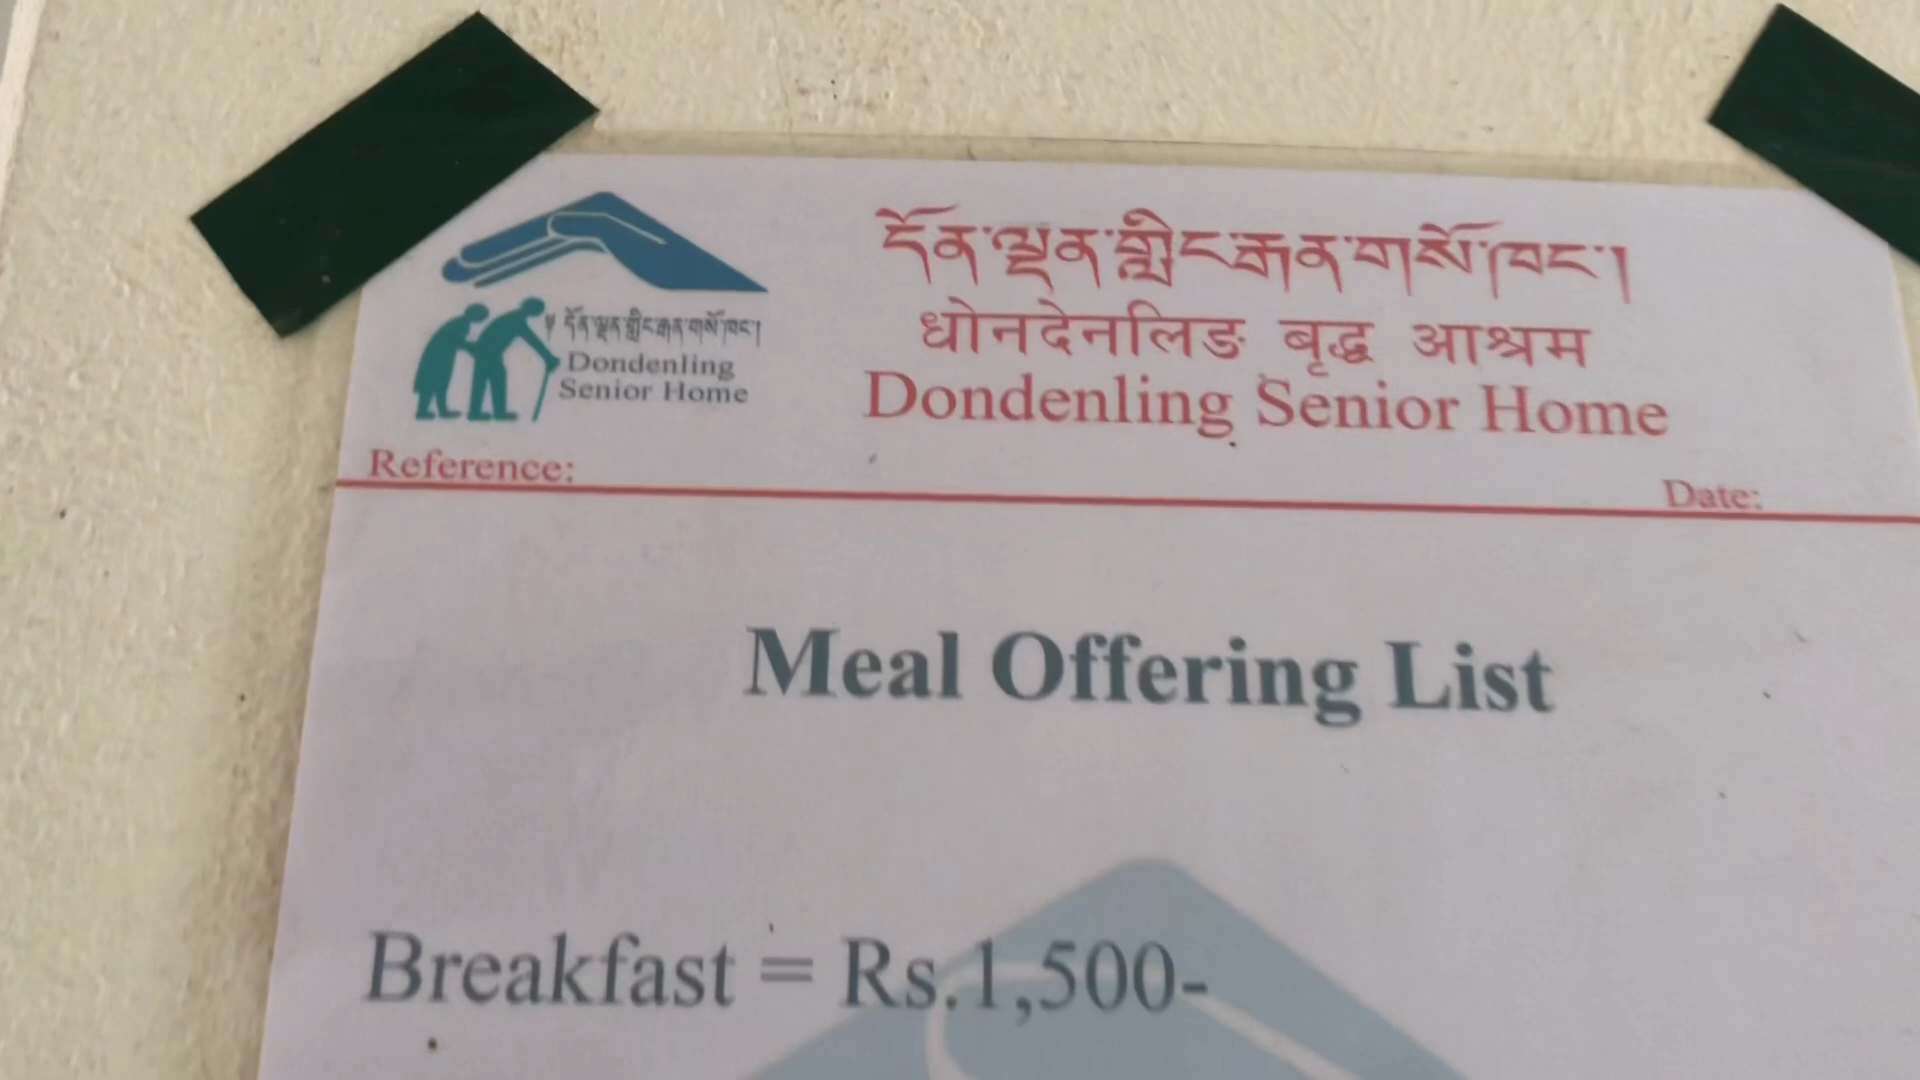 དོན་ལྡན་གླིང་རྒན་གསོ་ཁང་།
དོན་ལྡན་གླིང་རྒན་གསོ་ཁང་།
Dondenling
Senior Home
धोनदेनलिङ बृद्ध आश्रम
Dondenling Senior Home
Reference:
Date:
Meal Offering List
Breakfast = Rs.1,500-